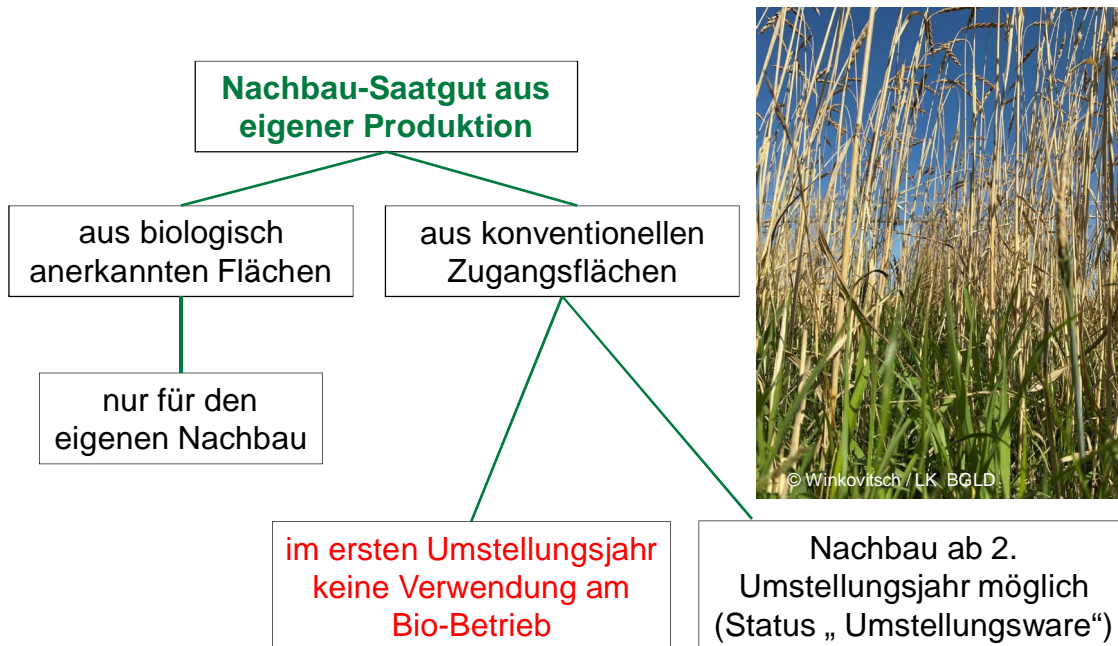 Nachbau-Saatgut aus
eigener Produktion
aus biologisch
anerkannten Flächen
aus konventionellen
Zugangsflächen
nur für den
eigenen Nachbau
© Winkovitsch / LK BGLD
im ersten Umstellungsjahr
keine Verwendung am
Bio-Betrieb
Nachbau ab 2.
Umstellungsjahr möglich
(Status „ Umstellungsware“)